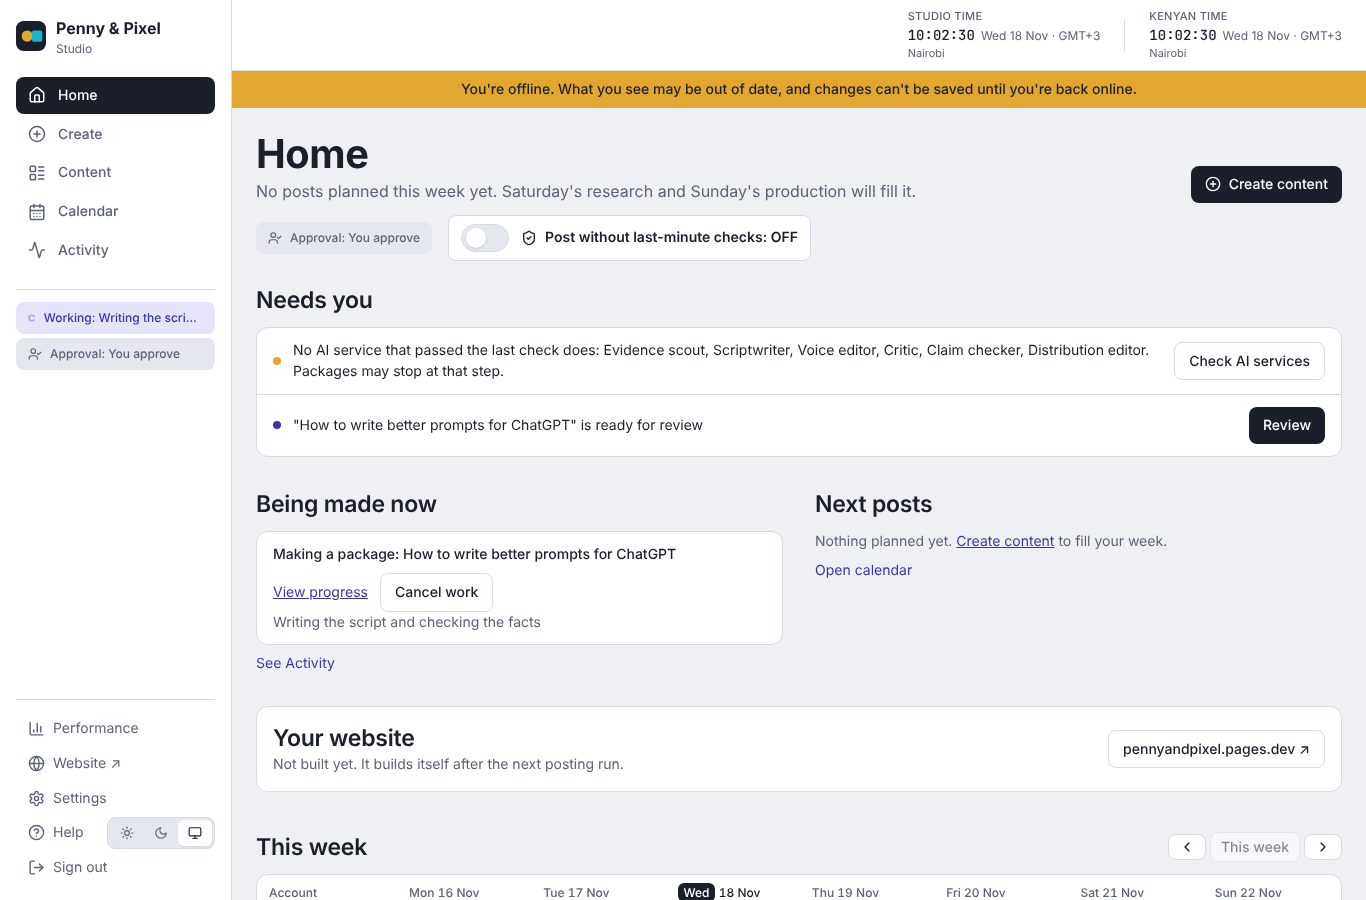 Penny & Pixel
Studio
Home
Create
Content
Calendar
Activity
Working: Writing the scri...
Approval: You approve
Performance
Website ↗
Settings
Help
Sign out
STUDIO TIME
10:02:30 Wed 18 Nov · GMT+3
Nairobi
KENYAN TIME
10:02:30 Wed 18 Nov · GMT+3
Nairobi
You're offline. What you see may be out of date, and changes can't be saved until you're back online.
Home
No posts planned this week yet. Saturday's research and Sunday's production will fill it.
Create content
Approval: You approve
Post without last-minute checks: OFF
Needs you
No AI service that passed the last check does: Evidence scout, Scriptwriter, Voice editor, Critic, Claim checker, Distribution editor.
Packages may stop at that step.
Check AI services
"How to write better prompts for ChatGPT" is ready for review
Review
Being made now
Making a package: How to write better prompts for ChatGPT
View progress
Cancel work
Writing the script and checking the facts
See Activity
Next posts
Nothing planned yet. Create content to fill your week.
Open calendar
Your website
Not built yet. It builds itself after the next posting run.
pennyandpixel.pages.dev ↗
This week
This week
Account Mon 16 Nov Tue 17 Nov Wed 18 Nov Thu 19 Nov Fri 20 Nov Sat 21 Nov Sun 22 Nov